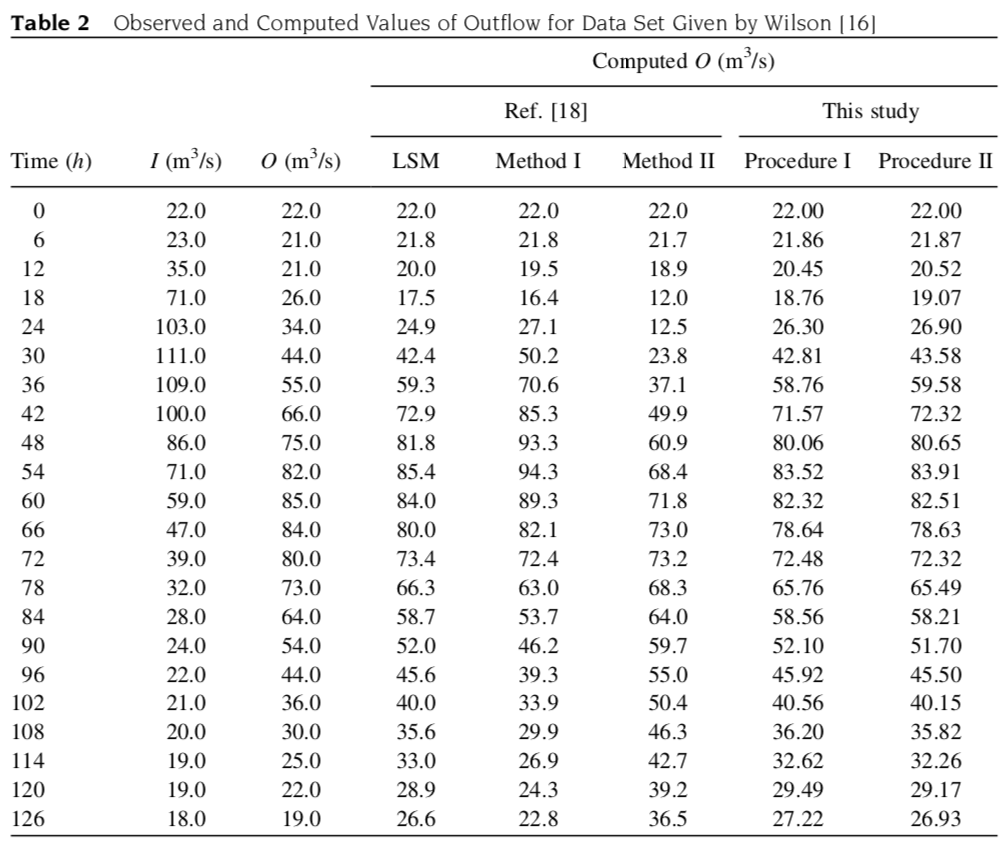 Table 2 Observed and Computed Values of Outflow for Data Set Given by Wilson [16]
Computed O (m³/s)
Ref. [18] This study
Time (h) I (m³/s) O (m³/s) LSM Method I Method II Procedure I Procedure II
0 22.0 22.0 22.0 22.0 22.0 22.00 22.00
6 23.0 21.0 21.8 21.8 21.7 21.86 21.87
12 35.0 21.0 20.0 19.5 18.9 20.45 20.52
18 71.0 26.0 17.5 16.4 12.0 18.76 19.07
24 103.0 34.0 24.9 27.1 12.5 26.30 26.90
30 111.0 44.0 42.4 50.2 23.8 42.81 43.58
36 109.0 55.0 59.3 70.6 37.1 58.76 59.58
42 100.0 66.0 72.9 85.3 49.9 71.57 72.32
48 86.0 75.0 81.8 93.3 60.9 80.06 80.65
54 71.0 82.0 85.4 94.3 68.4 83.52 83.91
60 59.0 85.0 84.0 89.3 71.8 82.32 82.51
66 47.0 84.0 80.0 82.1 73.0 78.64 78.63
72 39.0 80.0 73.4 72.4 73.2 72.48 72.32
78 32.0 73.0 66.3 63.0 68.3 65.76 65.49
84 28.0 64.0 58.7 53.7 64.0 58.56 58.21
90 24.0 54.0 52.0 46.2 59.7 52.10 51.70
96 22.0 44.0 45.6 39.3 55.0 45.92 45.50
102 21.0 36.0 40.0 33.9 50.4 40.56 40.15
108 20.0 30.0 35.6 29.9 46.3 36.20 35.82
114 19.0 25.0 33.0 26.9 42.7 32.62 32.26
120 19.0 22.0 28.9 24.3 39.2 29.49 29.17
126 18.0 19.0 26.6 22.8 36.5 27.22 26.93